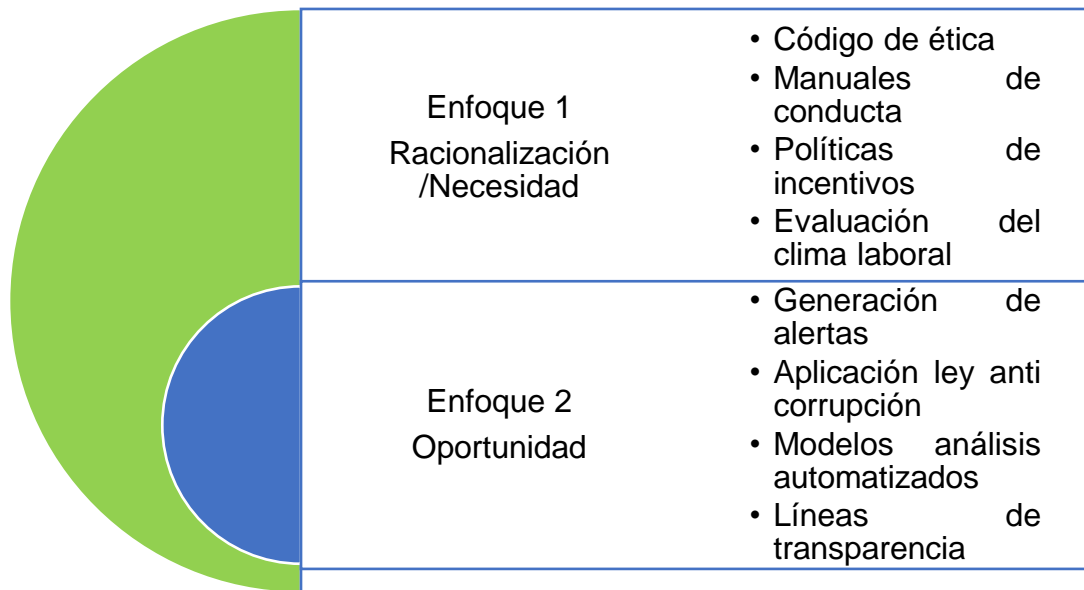 Enfoque 1
Racionalización
/Necesidad
• Código de ética
• Manuales de
conducta
• Políticas de
incentivos
• Evaluación del
clima laboral
Enfoque 2
Oportunidad
• Generación de
alertas
• Aplicación ley anti
corrupción
• Modelos análisis
automatizados
• Líneas de
transparencia